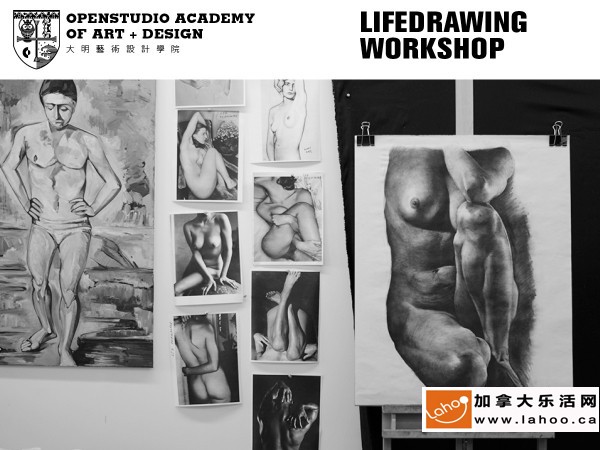 OPENSTUDIO ACADEMY
OF ART + DESIGN
大明藝術設計學院
LIFEDRAWING
WORKSHOP
Lahoo
加拿大乐活网
www.lahoo.ca